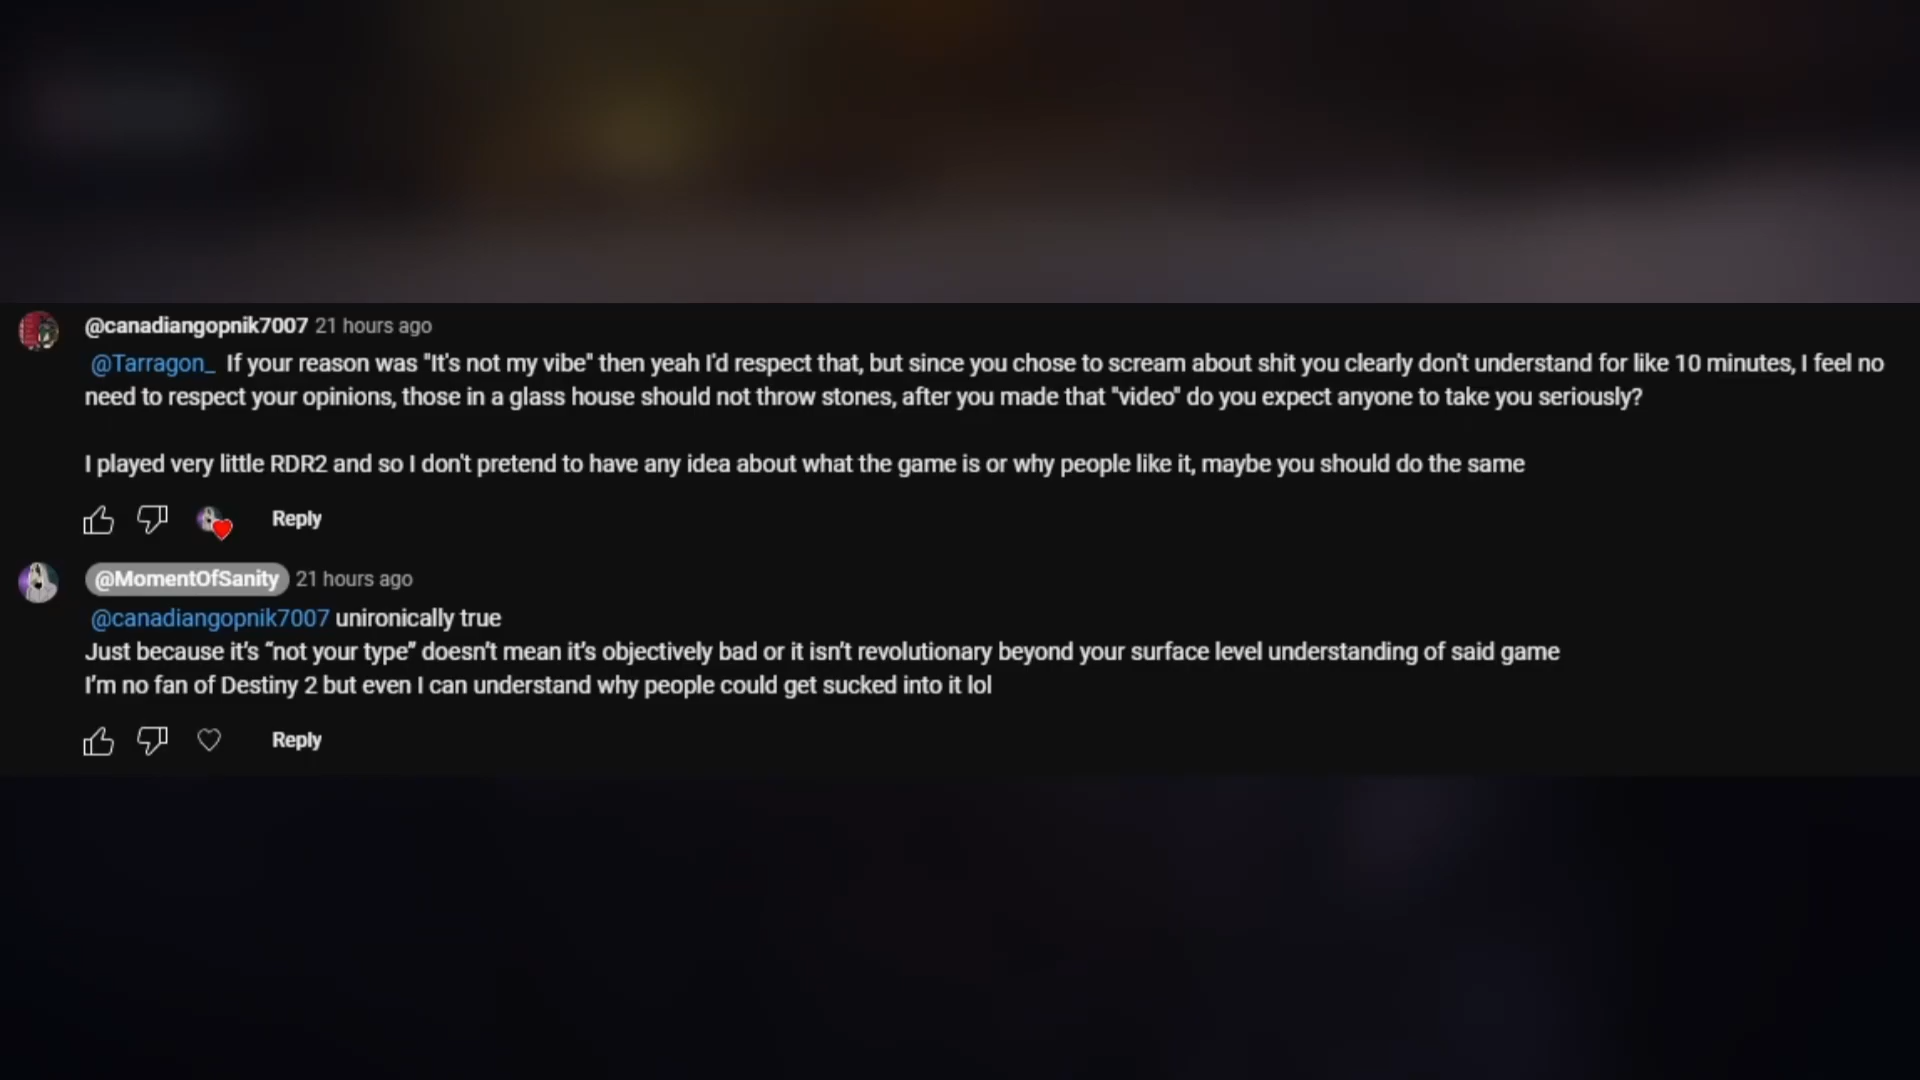 @canadiangopnik7007 21 hours ago
@Tarragon_ If your reason was "It's not my vibe" then yeah I'd respect that, but since you chose to scream about shit you clearly don't understand for like 10 minutes, I feel no
need to respect your opinions, those in a glass house should not throw stones, after you made that "video" do you expect anyone to take you seriously?
I played very little RDR2 and so I don't pretend to have any idea about what the game is or why people like it, maybe you should do the same
Reply
@MomentOfSanity 21 hours ago
@canadiangopnik7007 unironically true
Just because it’s “not your type” doesn’t mean it’s objectively bad or it isn’t revolutionary beyond your surface level understanding of said game
I’m no fan of Destiny 2 but even I can understand why people could get sucked into it lol
Reply